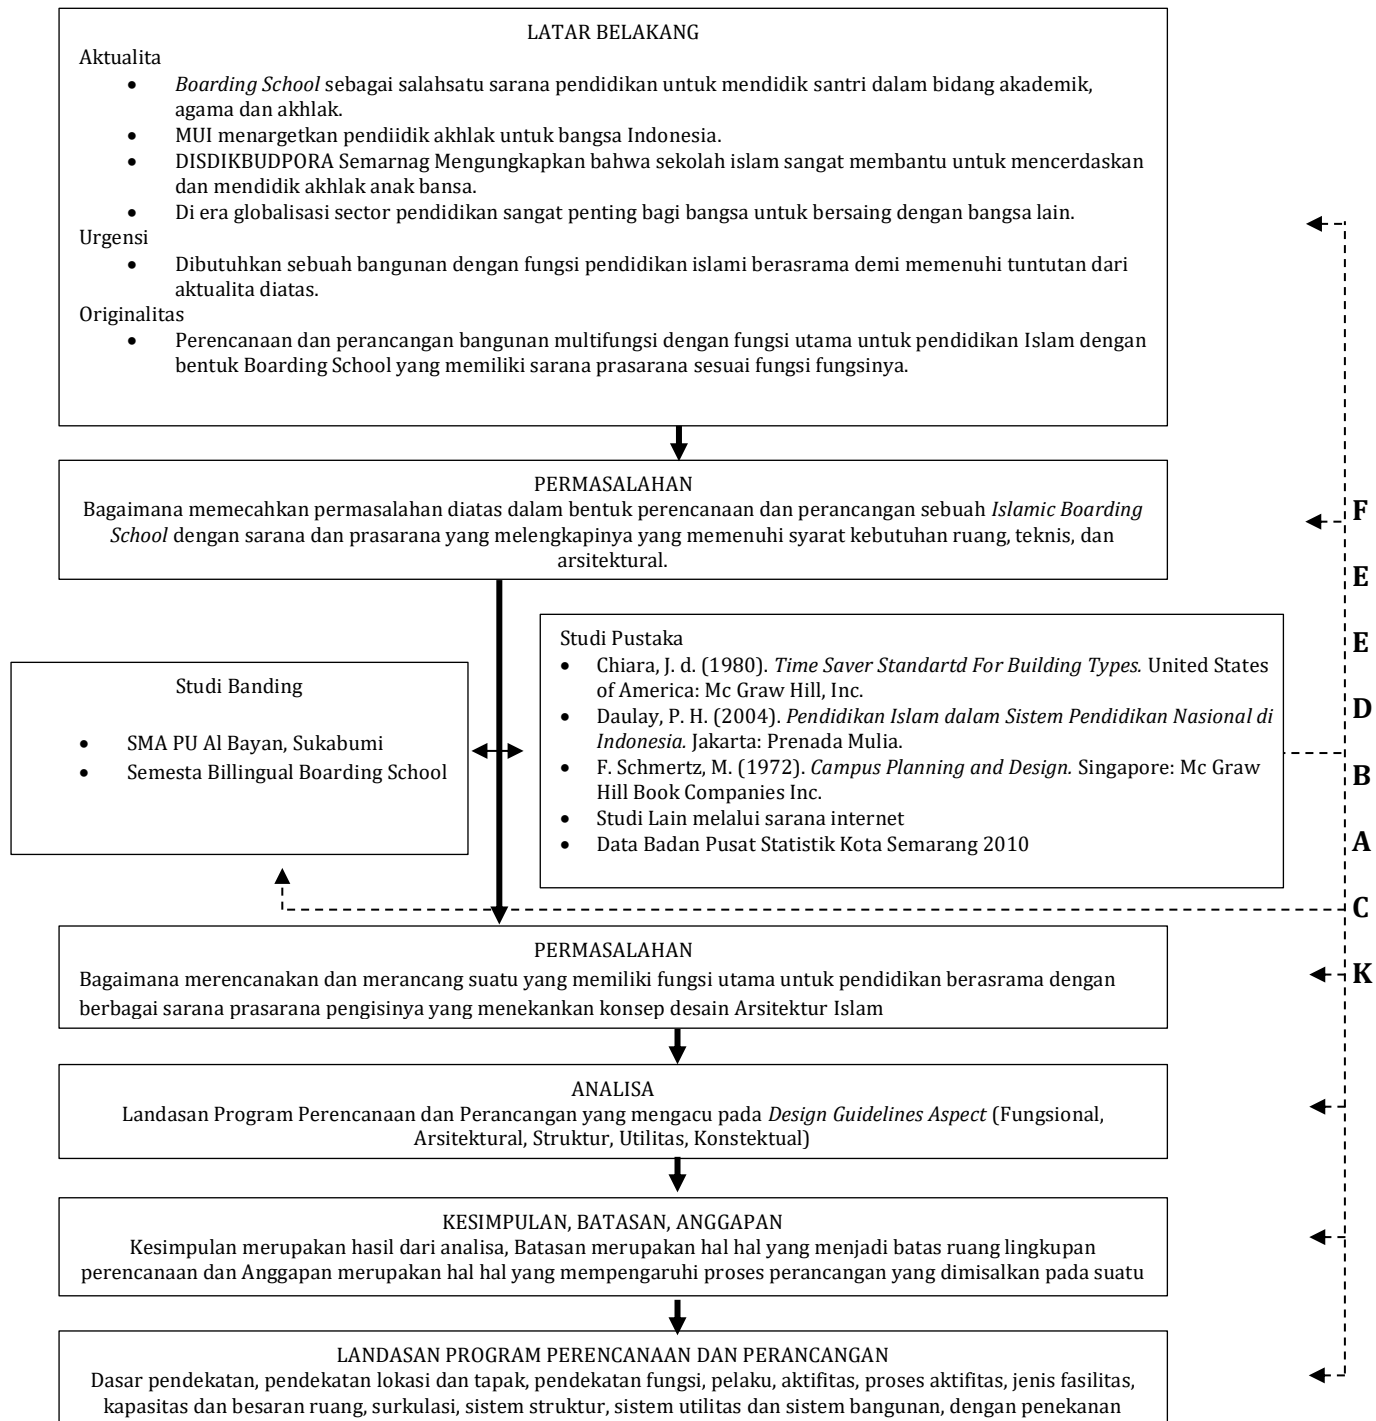 LATAR BELAKANG
Aktualita
• Boarding School sebagai salahsatu sarana pendidikan untuk mendidik santri dalam bidang akademik,
agama dan akhlak.
• MUI menargetkan pendiidik akhlak untuk bangsa Indonesia.
• DISDIKBUDPORA Semarnag Mengungkapkan bahwa sekolah islam sangat membantu untuk mencerdaskan
dan mendidik akhlak anak bansa.
• Di era globalisasi sector pendidikan sangat penting bagi bangsa untuk bersaing dengan bangsa lain.
Urgensi
• Dibutuhkan sebuah bangunan dengan fungsi pendidikan islami berasrama demi memenuhi tuntutan dari
aktualita diatas.
Originalitas
• Perencanaan dan perancangan bangunan multifungsi dengan fungsi utama untuk pendidikan Islam dengan
bentuk Boarding School yang memiliki sarana prasarana sesuai fungsi fungsinya.
PERMASALAHAN
Bagaimana memecahkan permasalahan diatas dalam bentuk perencanaan dan perancangan sebuah Islamic Boarding
School dengan sarana dan prasarana yang melengkapinya yang memenuhi syarat kebutuhan ruang, teknis, dan
arsitektural.
Studi Banding
• SMA PU Al Bayan, Sukabumi
• Semesta Billingual Boarding School
Studi Pustaka
• Chiara, J. d. (1980). Time Saver Standartd For Building Types. United States
of America: Mc Graw Hill, Inc.
• Daulay, P. H. (2004). Pendidikan Islam dalam Sistem Pendidikan Nasional di
Indonesia. Jakarta: Prenada Mulia.
• F. Schmertz, M. (1972). Campus Planning and Design. Singapore: Mc Graw
Hill Book Companies Inc.
• Studi Lain melalui sarana internet
• Data Badan Pusat Statistik Kota Semarang 2010
PERMASALAHAN
Bagaimana merencanakan dan merancang suatu yang memiliki fungsi utama untuk pendidikan berasrama dengan
berbagai sarana prasarana pengisinya yang menekankan konsep desain Arsitektur Islam
ANALISA
Landasan Program Perencanaan dan Perancangan yang mengacu pada Design Guidelines Aspect (Fungsional,
Arsitektural, Struktur, Utilitas, Konstektual)
KESIMPULAN, BATASAN, ANGGAPAN
Kesimpulan merupakan hasil dari analisa, Batasan merupakan hal hal yang menjadi batas ruang lingkupan
perencanaan dan Anggapan merupakan hal hal yang mempengaruhi proses perancangan yang dimisalkan pada suatu
LANDASAN PROGRAM PERENCANAAN DAN PERANCANGAN
Dasar pendekatan, pendekatan lokasi dan tapak, pendekatan fungsi, pelaku, aktifitas, proses aktifitas, jenis fasilitas,
kapasitas dan besaran ruang, surkulasi, sistem struktur, sistem utilitas dan sistem bangunan, dengan penekanan
F
E
E
D
B
A
C
K